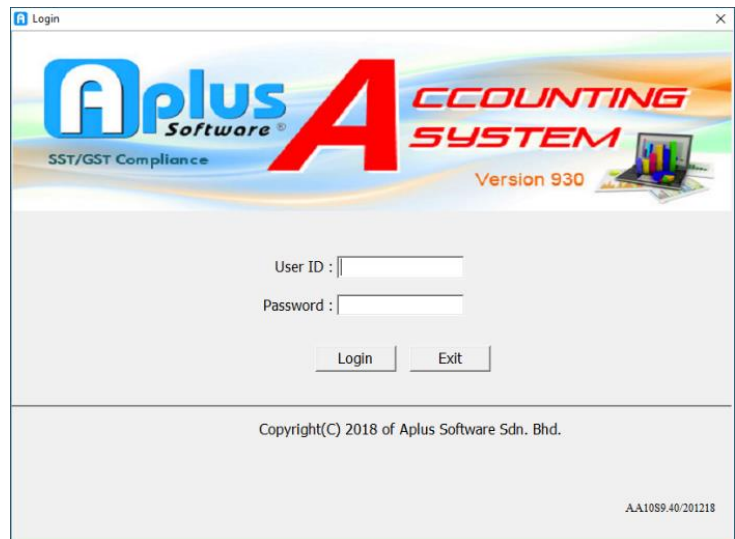 Login
Aplus
Software®
SST/GST Compliance
ACCOUNTING
SYSTEM
Version 930
User ID :
Password :
Login Exit
Copyright(C) 2018 of Aplus Software Sdn. Bhd.
AA10S9.40/201218